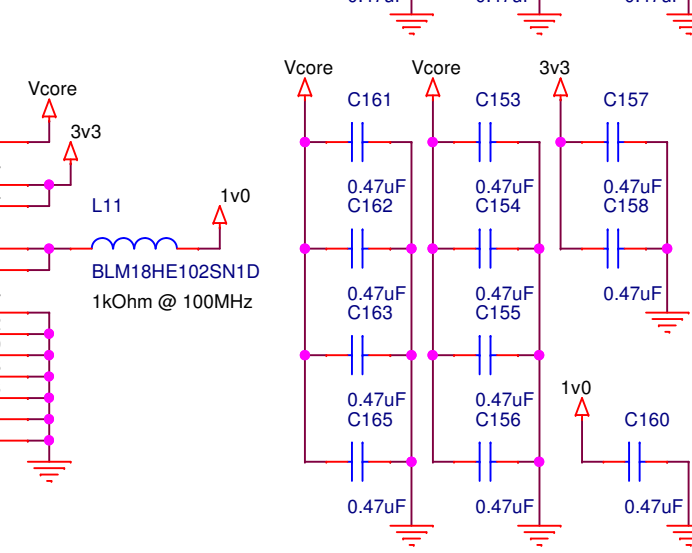 Vcore
3v3
L11
1v0
BLM18HE102SN1D
1kOhm @ 100MHz
Vcore
C161
0.47uF
C162
0.47uF
C163
0.47uF
C165
0.47uF
Vcore
C153
0.47uF
C154
0.47uF
C155
0.47uF
C156
0.47uF
3v3
C157
0.47uF
C158
0.47uF
1v0
C160
0.47uF